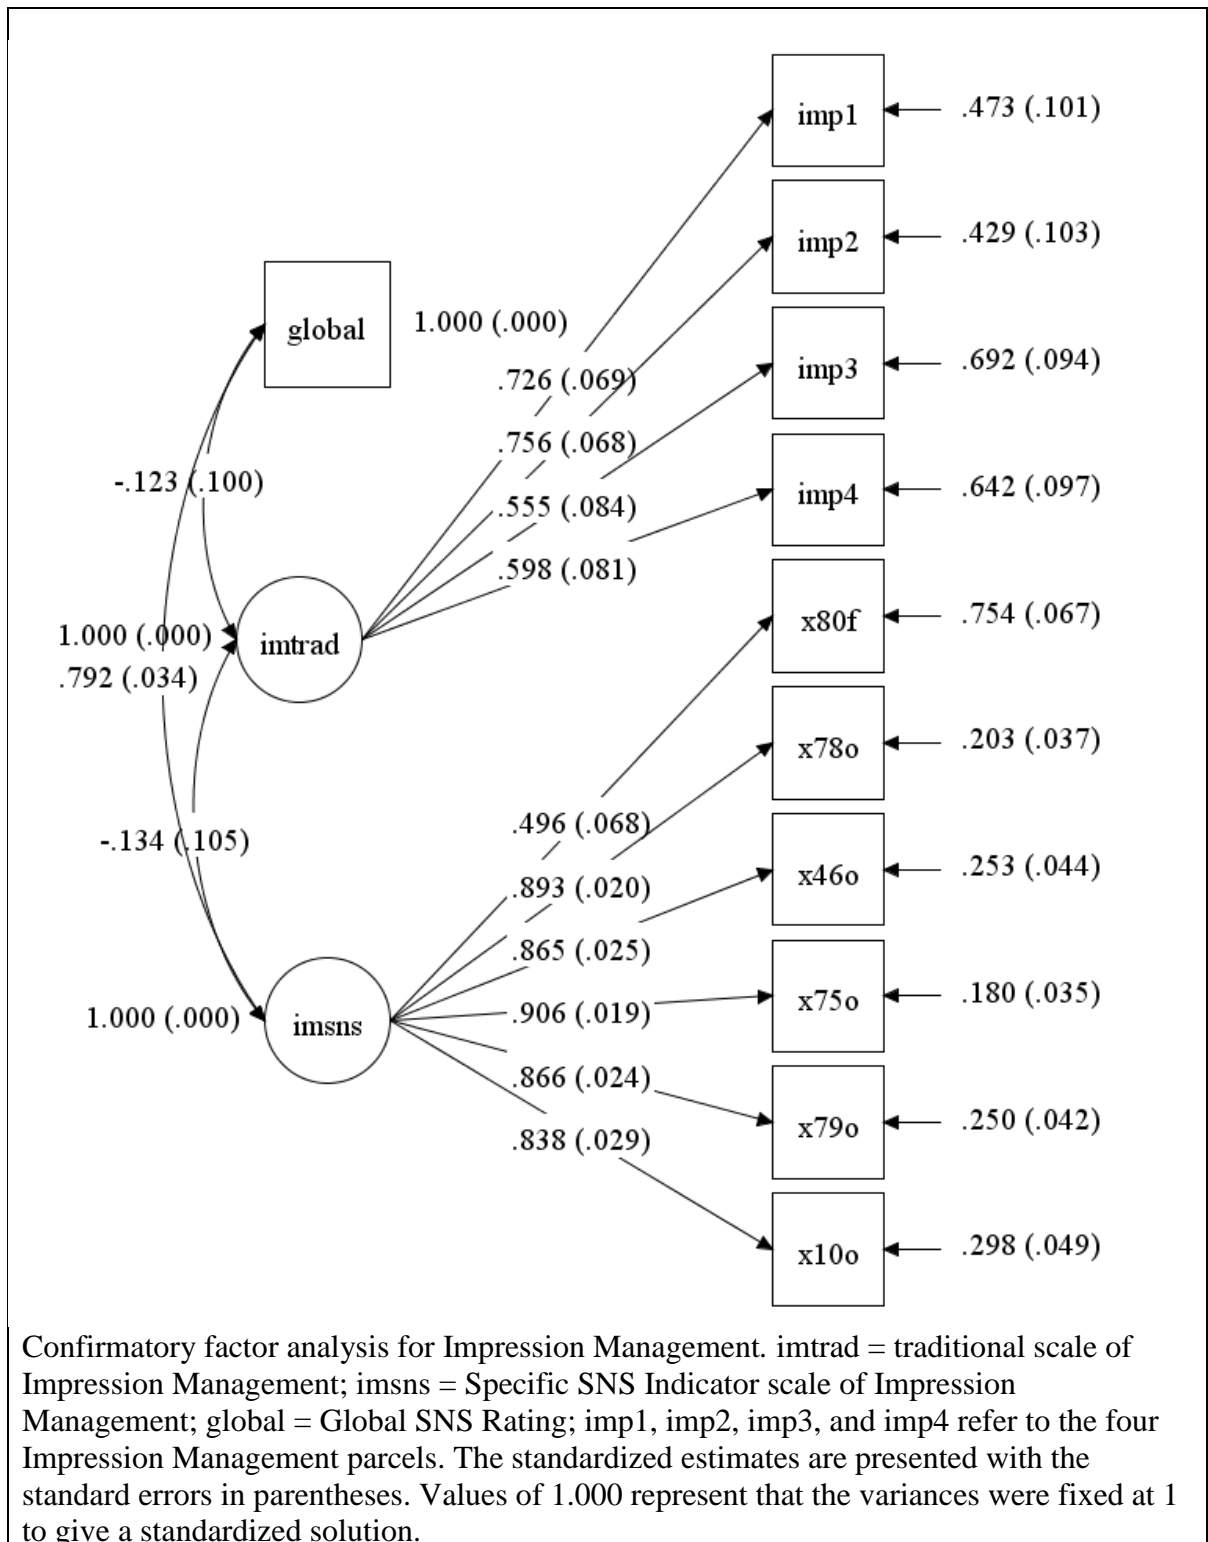 imp1
.473 (.101)
imp2
.429 (.103)
global
1.000 (.000)
imp3
.692 (.094)
.726 (.069)
.756 (.068)
-.123 (.100)
imp4
.642 (.097)
.555 (.084)
.598 (.081)
x80f
.754 (.067)
1.000 (.000)
imtrad
.792 (.034)
x78o
.203 (.037)
.496 (.068)
-.134 (.105)
x46o
.253 (.044)
.893 (.020)
.865 (.025)
x75o
.180 (.035)
1.000 (.000)
imsns
.906 (.019)
.866 (.024)
x79o
.250 (.042)
.838 (.029)
x10o
.298 (.049)
Confirmatory factor analysis for Impression Management. imtrad = traditional scale of
Impression Management; imsns = Specific SNS Indicator scale of Impression
Management; global = Global SNS Rating; imp1, imp2, imp3, and imp4 refer to the four
Impression Management parcels. The standardized estimates are presented with the
standard errors in parentheses. Values of 1.000 represent that the variances were fixed at 1
to give a standardized solution.